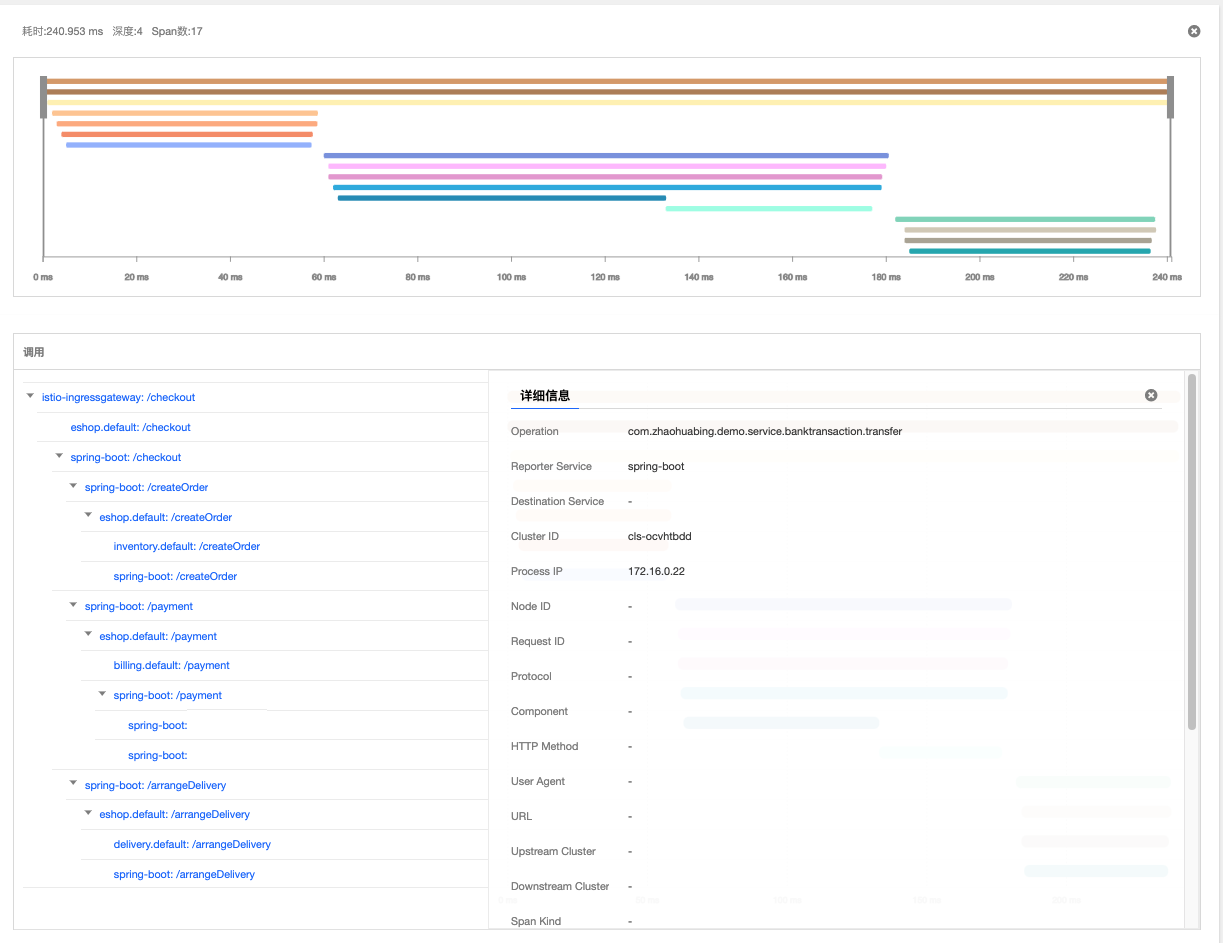 耗时:240.953 ms 深度:4 Span数:17
0 ms 20 ms 40 ms 60 ms 80 ms 100 ms 120 ms 140 ms 160 ms 180 ms 200 ms 220 ms 240 ms
调用
istio-ingressgateway: /checkout
eshop.default: /checkout
spring-boot: /checkout
spring-boot: /createOrder
eshop.default: /createOrder
inventory.default: /createOrder
spring-boot: /createOrder
spring-boot: /payment
eshop.default: /payment
billing.default: /payment
spring-boot: /payment
spring-boot:
spring-boot:
spring-boot: /arrangeDelivery
eshop.default: /arrangeDelivery
delivery.default: /arrangeDelivery
spring-boot: /arrangeDelivery
详细信息
Operation com.zhaohuabing.demo.service.banktransaction.transfer
Reporter Service spring-boot
Destination Service -
Cluster ID cls-ocvhtbdd
Process IP 172.16.0.22
Node ID -
Request ID -
Protocol -
Component -
HTTP Method -
User Agent -
URL -
Upstream Cluster -
Downstream Cluster -
Span Kind -